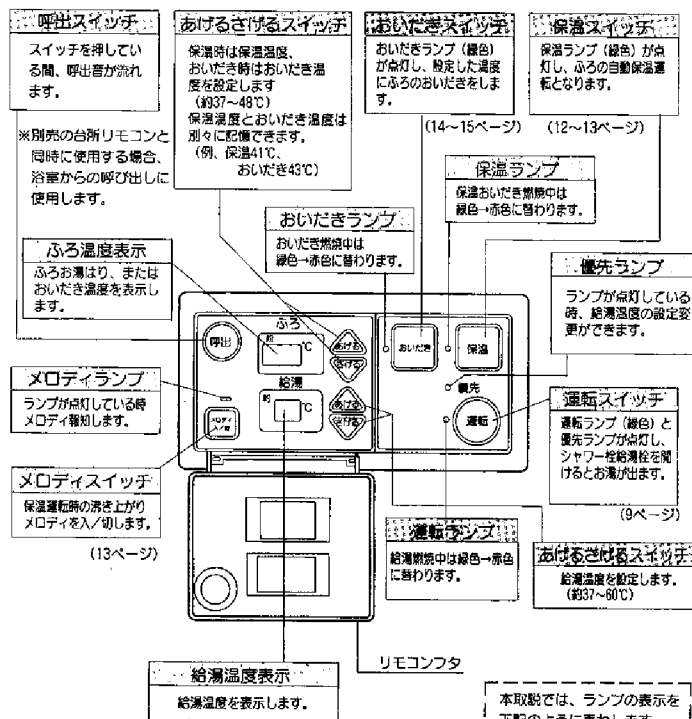 呼出スイッチ
スイッチを押してい
る間、呼出音が流れ
ます。
※別売の台所リモコンと
同時に使用する場合、
浴室からの呼び出しに
使用します。
あげるさげるスイッチ
保温時は保温温度、
おいだき時はおいだき温
度を設定します
(約37~48℃)
保温温度とおいだき温度は
別々に記憶できます。
(例、保温41℃、
おいだき43℃)
おいだきスイッチ
おいだきランプ(緑色)
が点灯し、設定した温度
にふろのおいだきをしま
す。
(14~15ページ)
保温スイッチ
保温ランプ(緑色)が点
灯し、ふろの自動保温運
転となります。
(12~13ページ)
保温ランプ
保温おいだき燃焼中は
緑色→赤色に替わります。
おいだきランプ
おいだき燃焼中は
緑色→赤色に替わります。
ふろ温度表示
ふろお湯はり、または
おいだき温度を表示し
ます。
優先ランプ
ランプが点灯している
時、給湯温度の設定変
更ができます。
メロディランプ
ランプが点灯している時
メロディ報知します。
メロディスイッチ
保温運転時の沸き上がり
メロディを入/切します。
(13ページ)
呼出
ふろ
約
℃
あげる
さげる
給湯
約
℃
あげる
さげる
メロディ
入/切
おいだき
保温
優先
運転
運転スイッチ
運転ランプ(緑色)と
優先ランプが点灯し、
シャワー栓給湯栓を開
けるとお湯が出ます。
(9ページ)
運転ランプ
給湯燃焼中は緑色→赤色
に替わります。
あげるさげるスイッチ
給湯温度を設定します。
(約37~60℃)
リモコンフタ
給湯温度表示
給湯温度を表示します。
本取説では、ランプの表示を
下記のように表わします